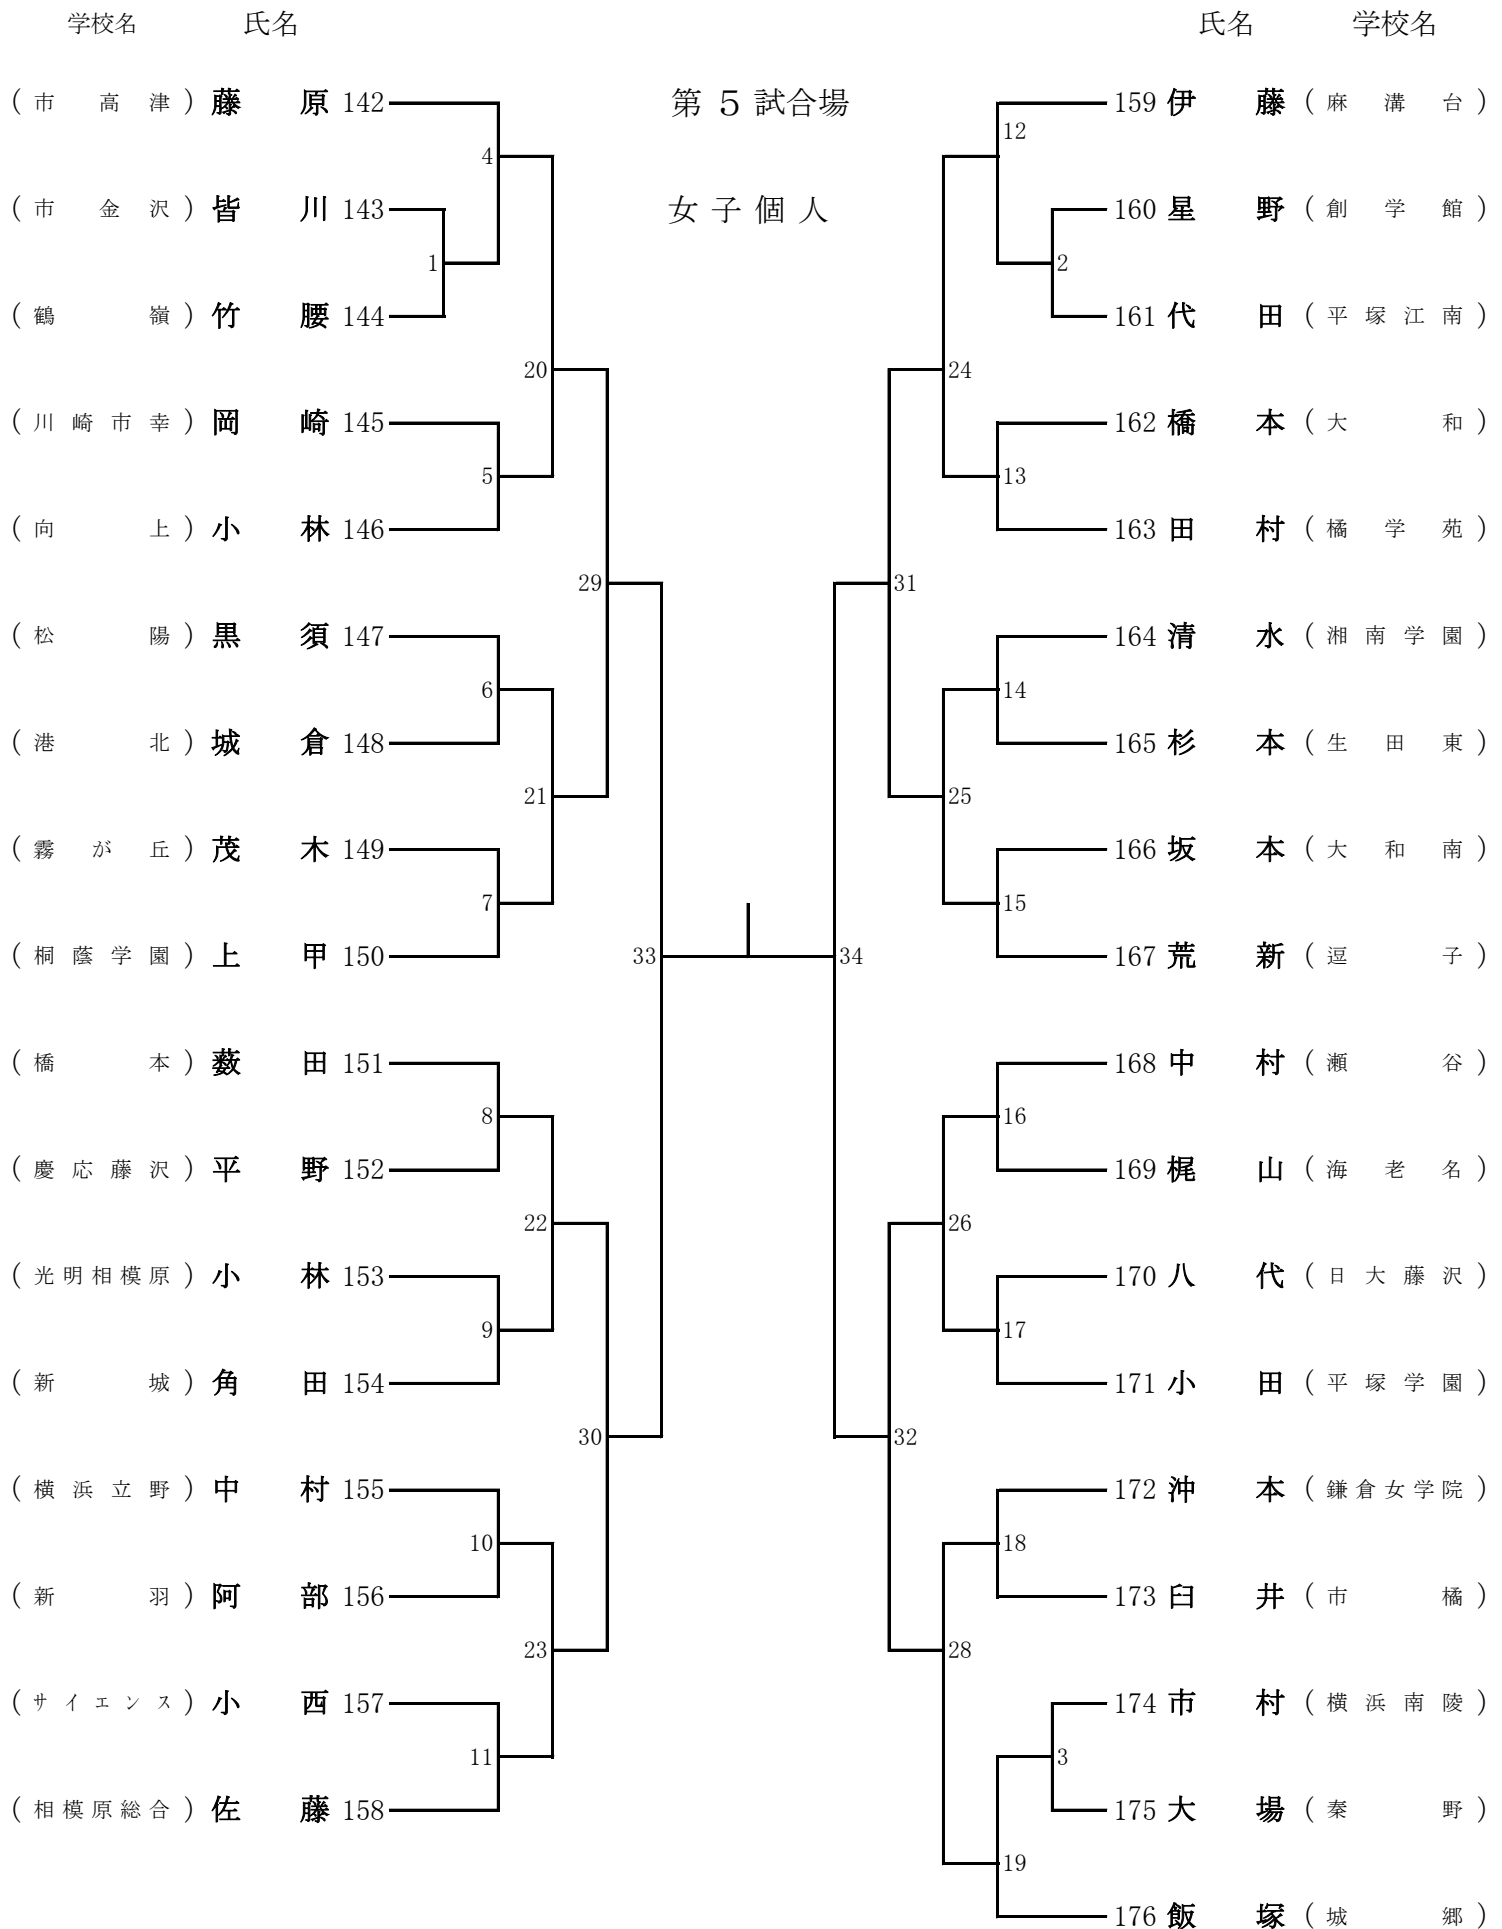 学校名 氏名 氏名 学校名
(市高津) 藤原 142 第5試合場 159 伊藤 (麻溝台)
12
4
(市金沢) 皆川 143 女子個人 160 星野 (創学館)
1 2
(鶴嶺) 竹腰 144 161 代田 (平塚江南)
20 24
(川崎市幸) 岡崎 145 162 橋本 (大和)
5 13
(向上) 小林 146 163 田村 (橘学苑)
29 31
(松陽) 黒須 147 164 清水 (湘南学園)
6 14
(港北) 城倉 148 165 杉本 (生田東)
21 25
(霧が丘) 茂木 149 166 坂本 (大和南)
7 15
(桐蔭学園) 上甲 150 33 34 167 荒新 (逗子)
(橋本) 薮田 151 168 中村 (瀬谷)
8 16
(慶応藤沢) 平野 152 169 梶山 (海老名)
22 26
(光明相模原) 小林 153 170 八代 (日大藤沢)
9 17
(新城) 角田 154 171 小田 (平塚学園)
30 32
(横浜立野) 中村 155 172 沖本 (鎌倉女学院)
10 18
(新羽) 阿部 156 173 臼井 (市橘)
23 28
(サイエンス) 小西 157 174 市村 (横浜南陵)
11 3
(相模原総合) 佐藤 158 175 大場 (秦野)
19
176 飯塚 (城郷)